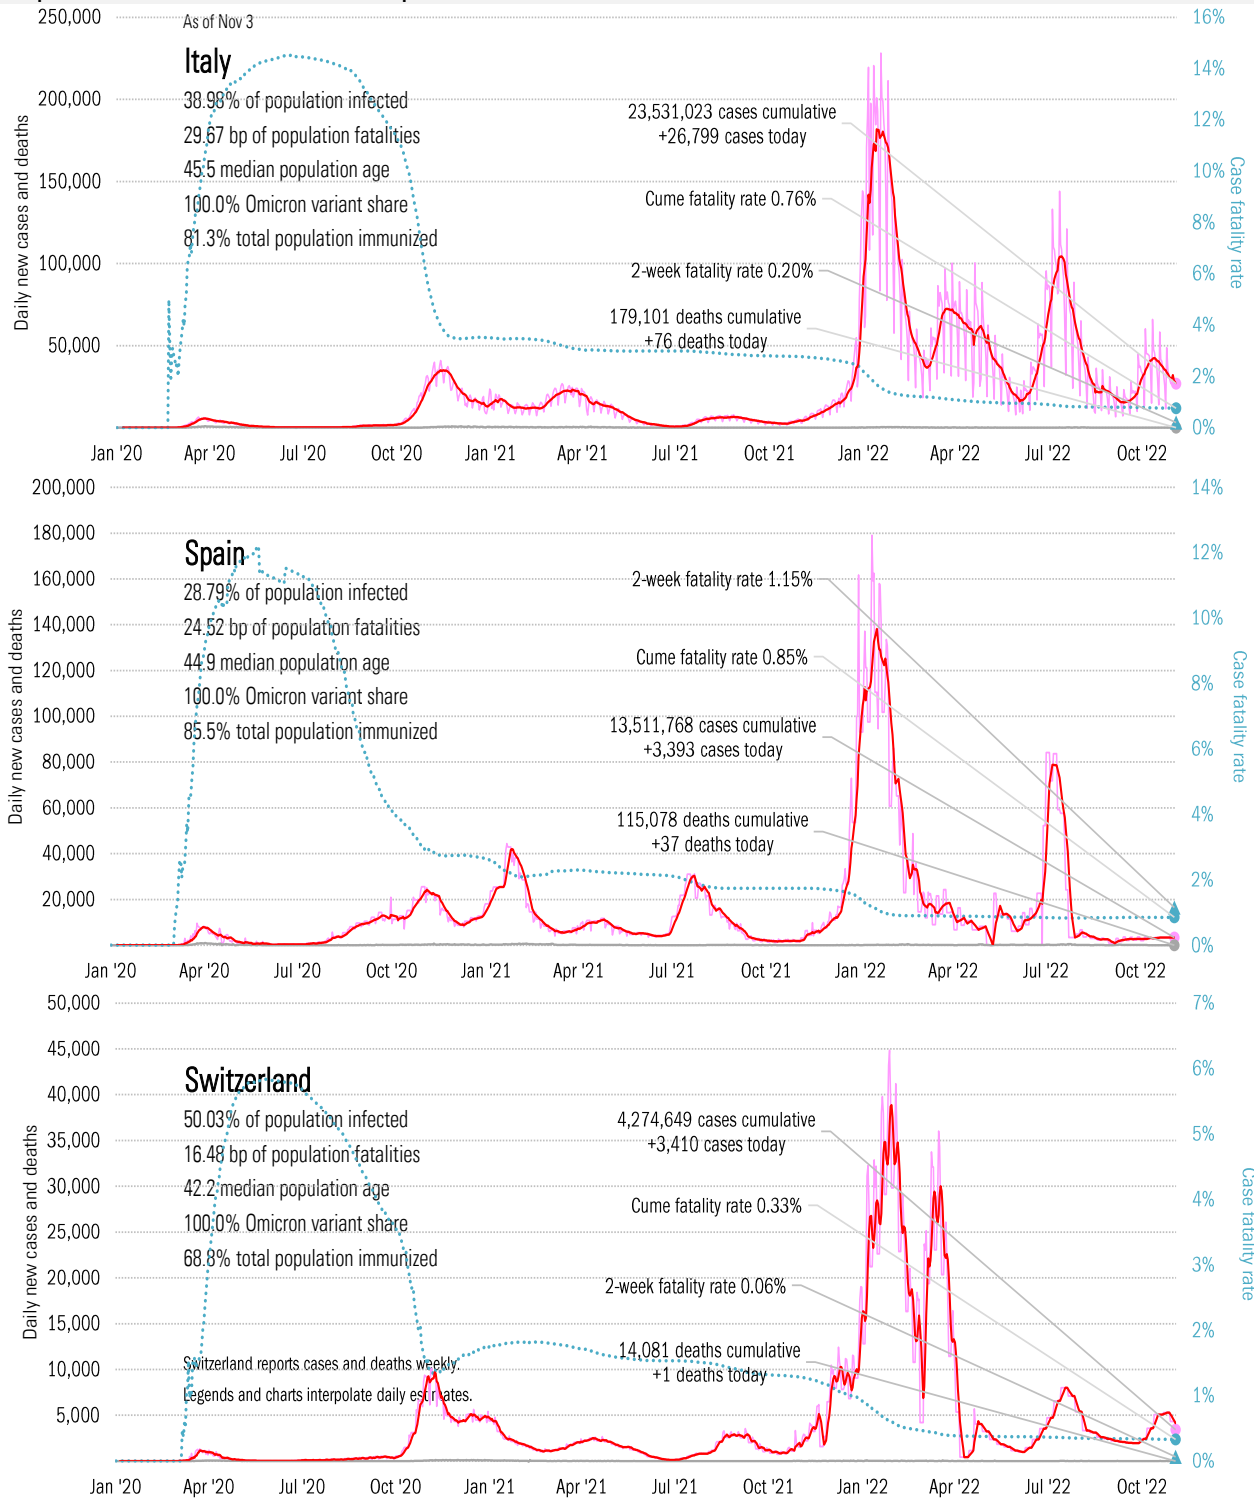 250,000
As of Nov 3
16%
Italy
14%
200,000
38.98% of population infected
23,531,023 cases cumulative
+26,799 cases today
12%
29.67 bp of population fatalities
150,000
45.5 median population age
10%
Cume fatality rate 0.76%
100.0% Omicron variant share
8%
81.3% total population immunized
100,000
2-week fatality rate 0.20%
6%
179,101 deaths cumulative
+76 deaths today
4%
50,000
2%
0%
Daily new cases and deaths
Case fatality rate
Jan '20 Apr '20 Jul '20 Oct '20 Jan '21 Apr '21 Jul '21 Oct '21 Jan '22 Apr '22 Jul '22 Oct '22
200,000
14%
180,000
Spain
12%
160,000
2-week fatality rate 1.15%
28.79% of population infected
140,000
24.52 bp of population fatalities
10%
120,000
44.9 median population age
Cume fatality rate 0.85%
8%
100.0% Omicron variant share
100,000
13,511,768 cases cumulative
+3,393 cases today
85.5% total population immunized
6%
80,000
60,000
4%
115,078 deaths cumulative
+37 deaths today
40,000
2%
20,000
0%
Daily new cases and deaths
Case fatality rate
Jan '20 Apr '20 Jul '20 Oct '20 Jan '21 Apr '21 Jul '21 Oct '21 Jan '22 Apr '22 Jul '22 Oct '22
50,000
7%
45,000
Switzerland
6%
40,000
50.03% of population infected
4,274,649 cases cumulative
+3,410 cases today
35,000
5%
16.48 bp of population fatalities
30,000
42.2 median population age
4%
Cume fatality rate 0.33%
100.0% Omicron variant share
25,000
68.8% total population immunized
3%
20,000
2-week fatality rate 0.06%
15,000
2%
14,081 deaths cumulative
+1 deaths today
10,000
Switzerland reports cases and deaths weekly.
Legends and charts interpolate daily estimates.
1%
5,000
0%
Daily new cases and deaths
Case fatality rate
Jan '20 Apr '20 Jul '20 Oct '20 Jan '21 Apr '21 Jul '21 Oct '21 Jan '22 Apr '22 Jul '22 Oct '22